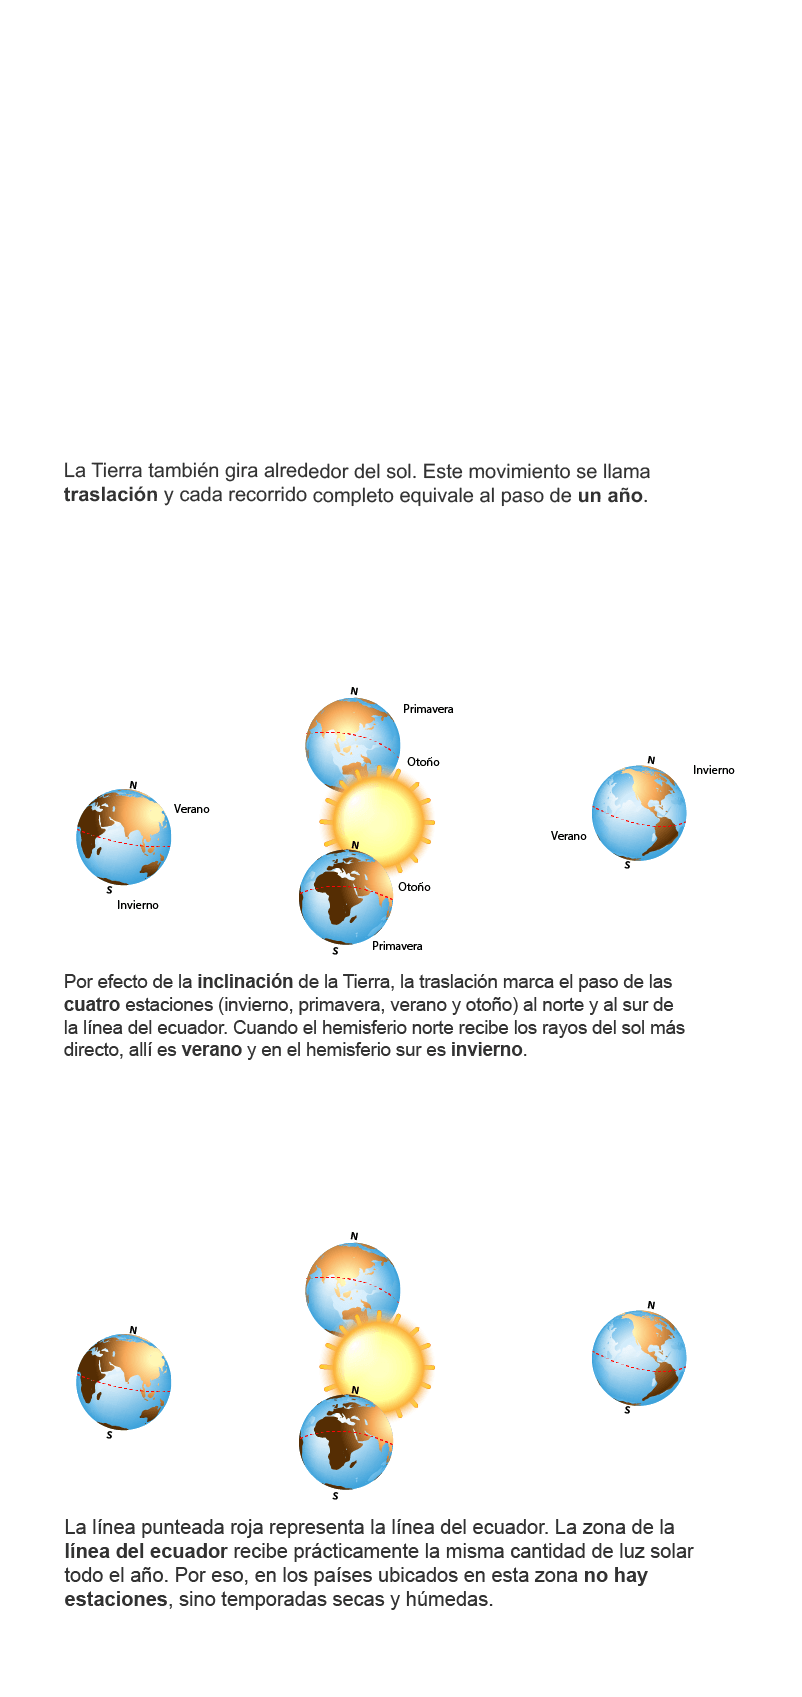 La Tierra también gira alrededor del sol. Este movimiento se llama
traslación y cada recorrido completo equivale al paso de un año.
N
Primavera
Otoño
N
Verano
S
Invierno
N
Otoño
S
Primavera
N
Invierno
Verano
S
Por efecto de la inclinación de la Tierra, la traslación marca el paso de las
cuatro estaciones (invierno, primavera, verano y otoño) al norte y al sur de
la línea del ecuador. Cuando el hemisferio norte recibe los rayos del sol más
directo, allí es verano y en el hemisferio sur es invierno.
N
N
S
N
S
N
S
La línea punteada roja representa la línea del ecuador. La zona de la
línea del ecuador recibe prácticamente la misma cantidad de luz solar
todo el año. Por eso, en los países ubicados en esta zona no hay
estaciones, sino temporadas secas y húmedas.